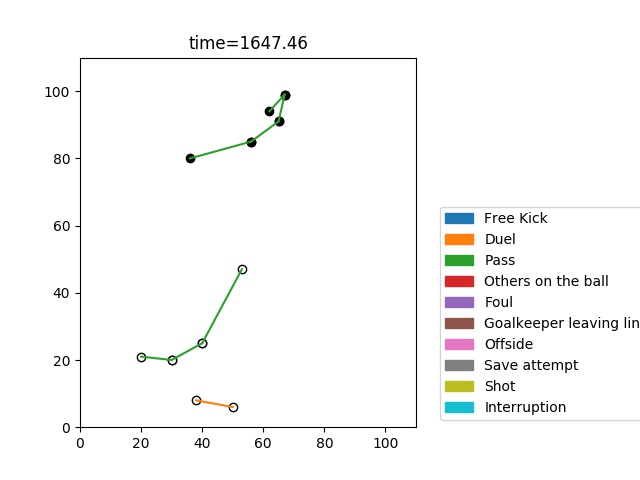 time=1647.46
100
80
60
40
20
0
0 20 40 60 80 100
Free Kick
Duel
Pass
Others on the ball
Foul
Goalkeeper leaving lin
Offside
Save attempt
Shot
Interruption